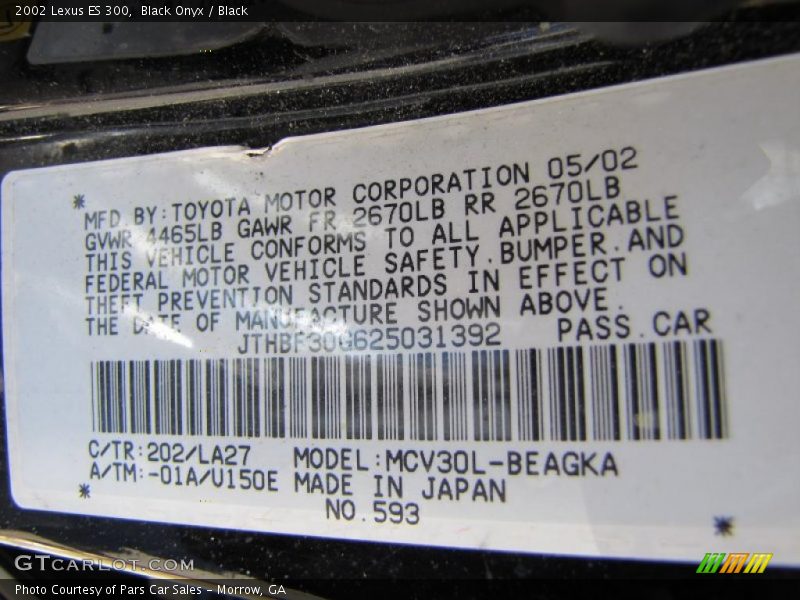 2002 Lexus ES 300,  Black Onyx / Black
MFD.BY:TOYOTA MOTOR CORPORATION 05/02
GVWR 4465LB GAWR FR 2670LB RR 2670LB
THIS VEHICLE CONFORMS TO ALL APPLICABLE
FEDERAL MOTOR VEHICLE SAFETY,BUMPER,AND
THEFT PREVENTION STANDARDS IN EFFECT ON
THE DATE OF MANUFACTURE SHOWN ABOVE.
JTHBF30G625031392 PASS.CAR
C/TR:202/LA27 MODEL:MCV30L-BEAGKA
A/TM:-01A/U150E MADE IN JAPAN
NO.593
GTCARLOT.COM
Photo Courtesy of Pars Car Sales - Morrow, GA